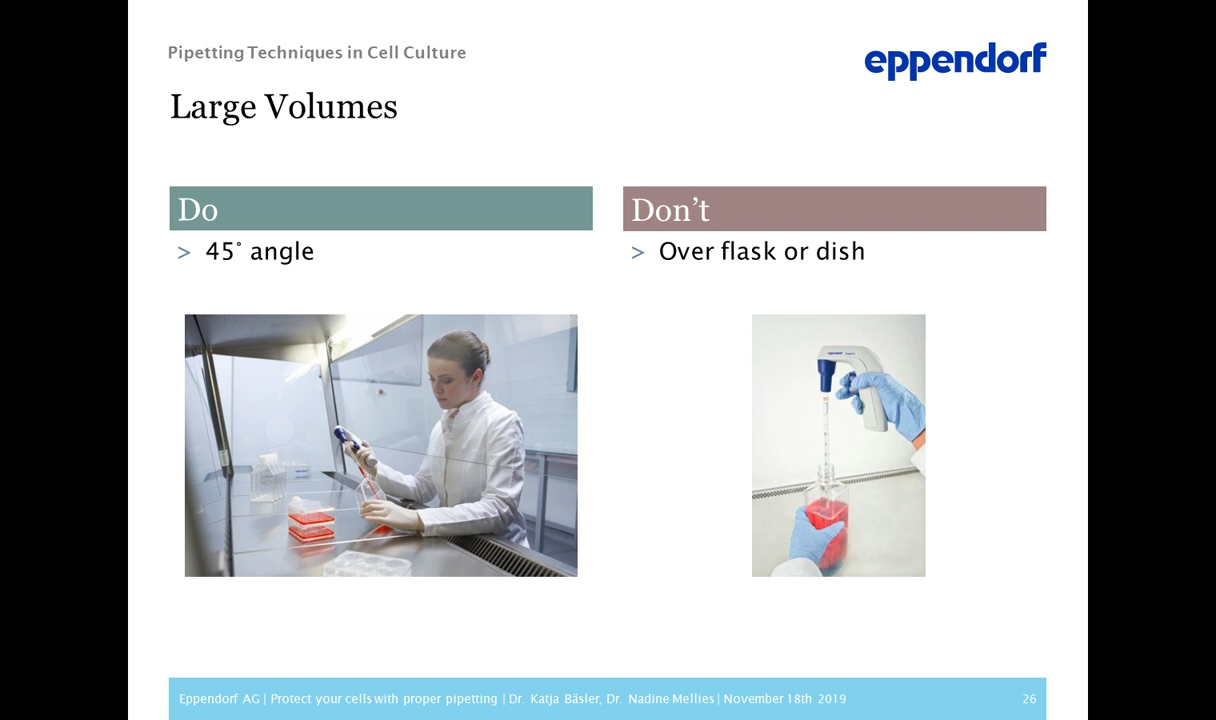 Pipetting Techniques in Cell Culture
eppendorf
Large Volumes
Do
> 45° angle
Don't
> Over flask or dish
eppendorf
Eppendorf AG | Protect your cells with proper pipetting | Dr. Katja Bäsler, Dr. Nadine Mellies | November 18th 2019
26